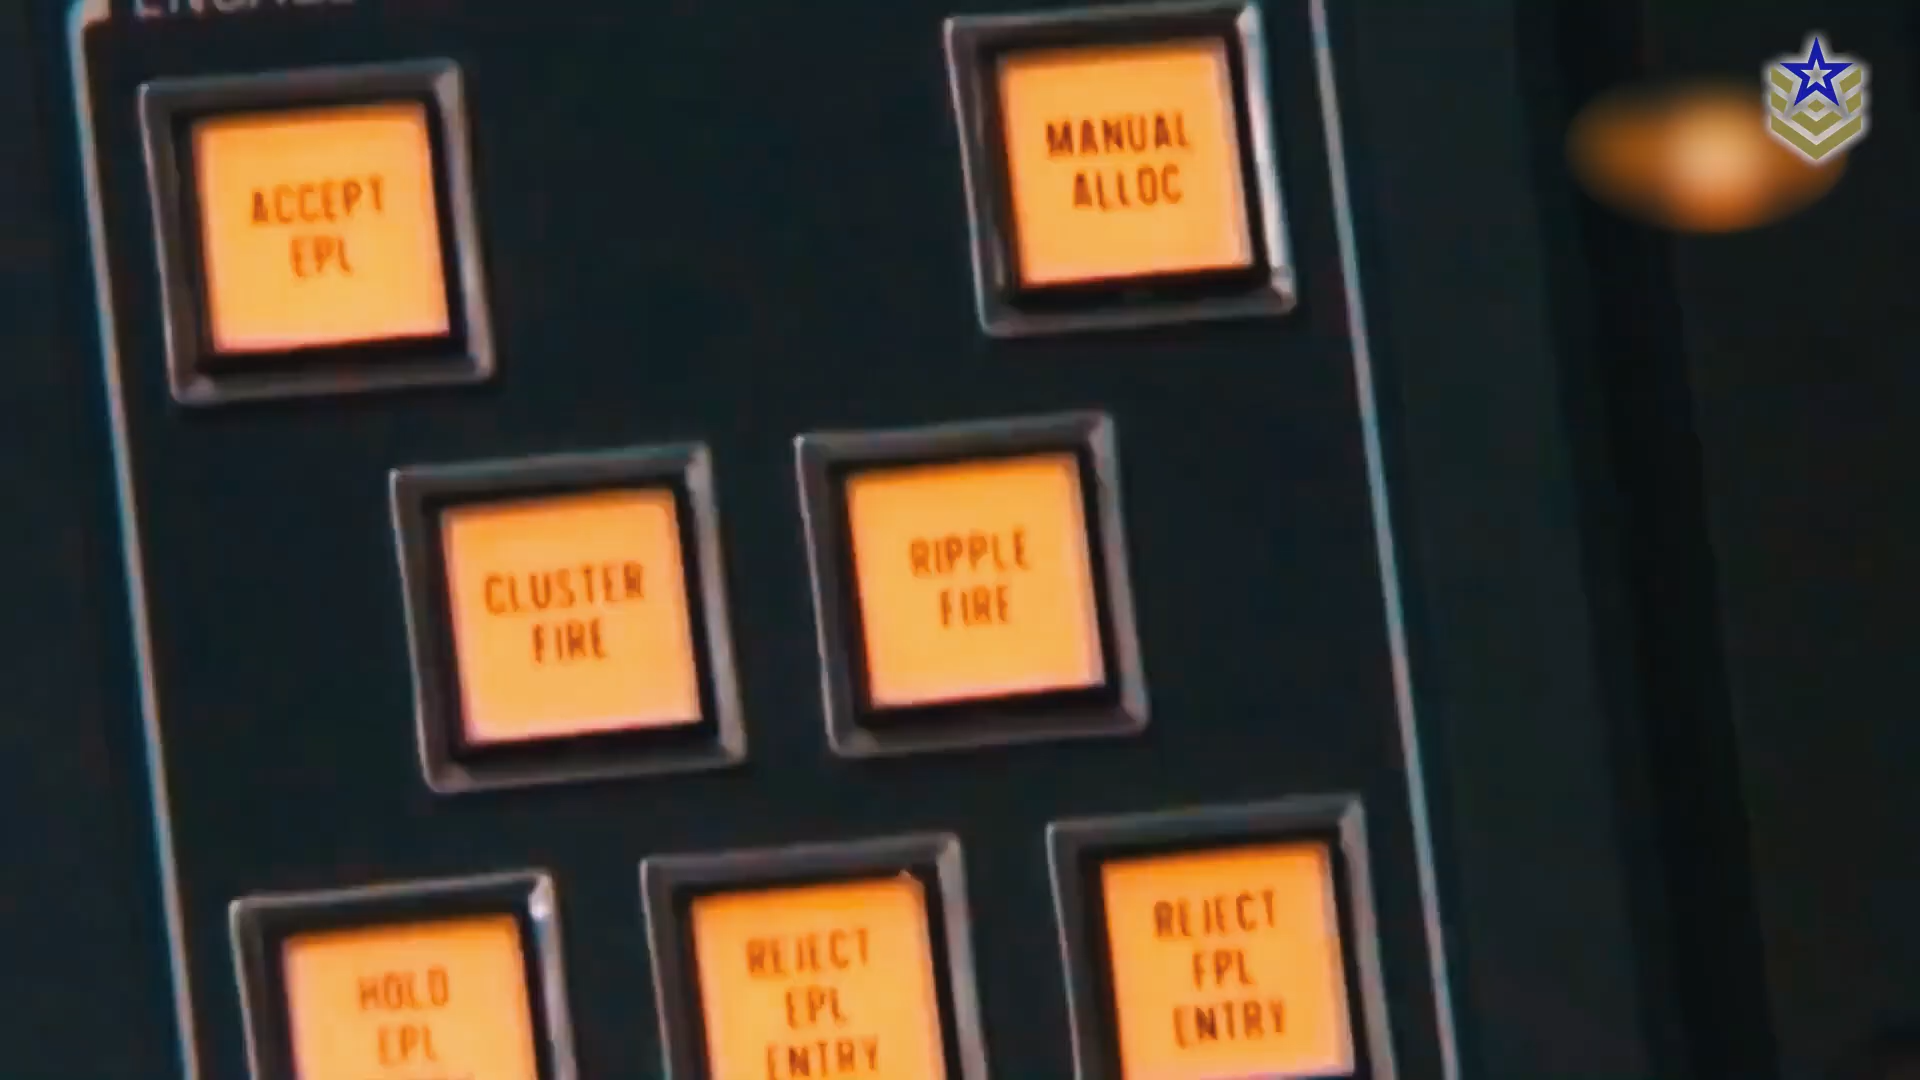 ACCEPT
EPL
MANUAL
ALLOC
CLUSTER
FIRE
RIPPLE
FIRE
HOLD
EPL
REJECT
EPL
ENTRY
REJECT
FPL
ENTRY